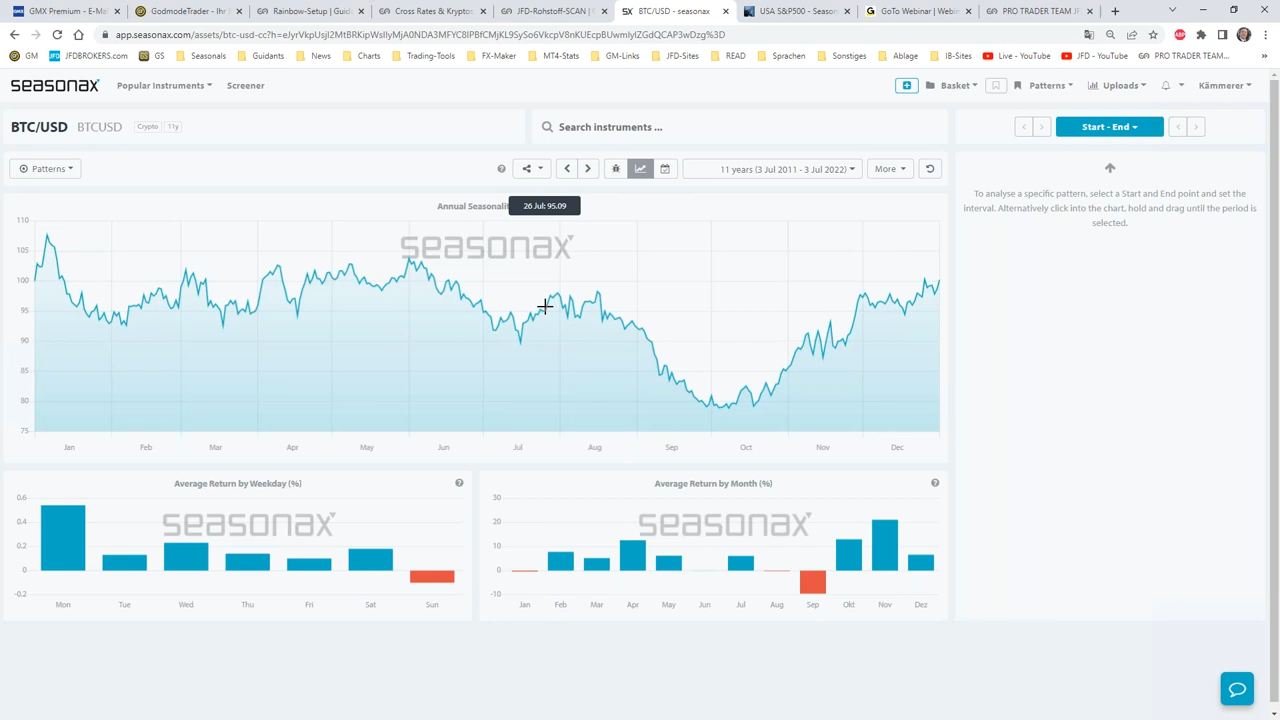 GMX Premium - E-Ma
GodmodeTrader - Ihr
Rainbow-Setup | Guid
Cross Rates & Kryptos
JFD-Rohstoff-SCAN |
BTC/USD - seasonax
USA S&P500 - Season
GoTo Webinar | Webin
PRO TRADER TEAM JF
app.seasonax.com/assets/btc-usd-cc?h=
GM
JFDBROKERS.com
GS
Seasonals
Guidants
News
Charts
Trading-Tools
FX-Maker
MT4-Stats
GM-Links
JFD-Sites
READ
Sprachen
Sonstiges
Ablage
IB-Sites
Live - YouTube
JFD - YouTube
PRO TRADER TEAM...
seasonax
Popular Instruments
Screener
Basket
Patterns
Uploads
Kämmerer
BTC/USD BTCUSD Crypto 11y
Search instruments ...
Start - End
Patterns
11 years (3 Jul 2011 - 3 Jul 2022)
More
To analyse a specific pattern, select a Start and End point and set the
interval. Alternatively click into the chart, hold and drag until the period is
selected.
Annual Seasonali
26 Jul: 95.09
seasonax
110
105
100
95
90
85
80
75
Jan Feb Mar Apr May Jun Jul Aug Sep Oct Nov Dec
Average Return by Weekday (%)
seasonax
0.6
0.4
0.2
0
-0.2
Mon Tue Wed Thu Fri Sat Sun
Average Return by Month (%)
seasonax
30
20
10
0
-10
Jan Feb Mar Apr May Jun Jul Aug Sep Okt Nov Dez